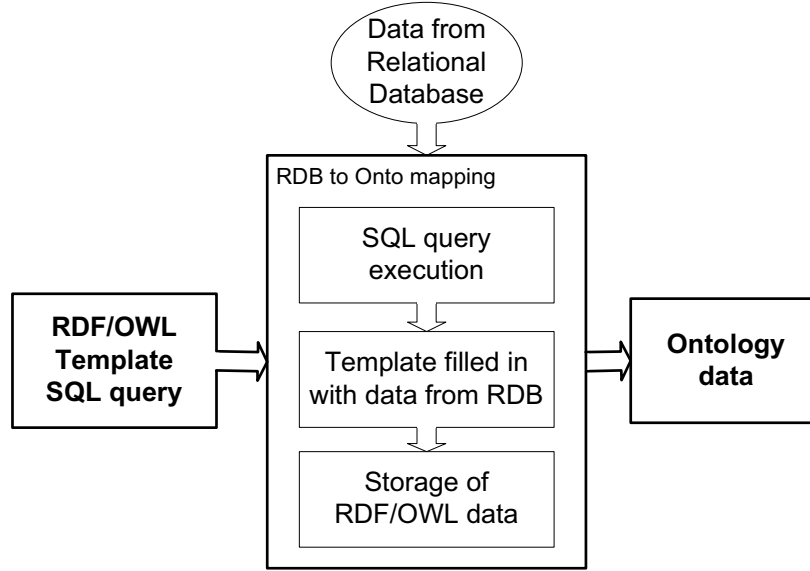 Data from
Relational
Database
RDB to Onto mapping
SQL query
execution
RDF/OWL
Template
SQL query
Template filled in
with data from RDB
Ontology
data
Storage of
RDF/OWL data